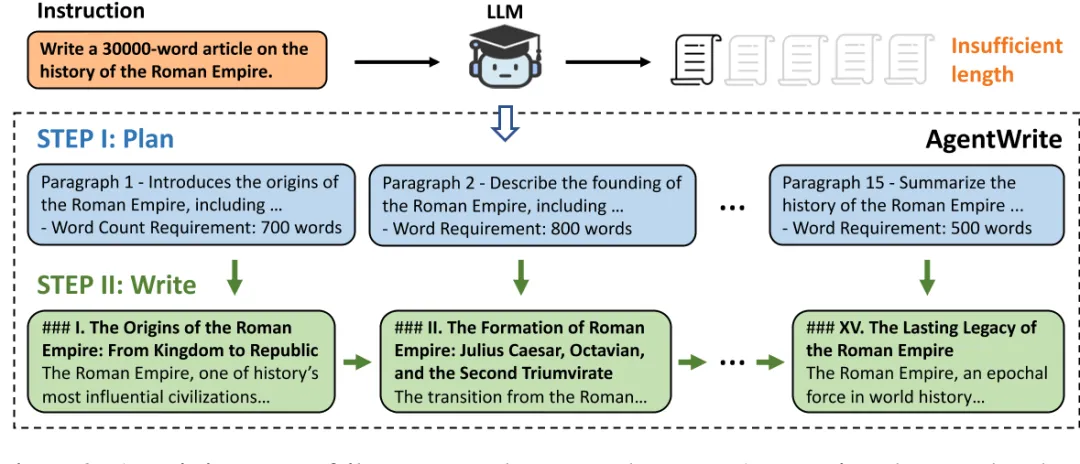 Instruction
LLM
Write a 30000-word article on the
history of the Roman Empire.
Insufficient
length
STEP I: Plan
AgentWrite
Paragraph 1 - Introduces the origins of
the Roman Empire, including ...
- Word Count Requirement: 700 words
Paragraph 2 - Describe the founding of
the Roman Empire, including ...
- Word Requirement: 800 words
...
Paragraph 15 - Summarize the
history of the Roman Empire ...
- Word Requirement: 500 words
STEP II: Write
### I. The Origins of the Roman
Empire: From Kingdom to Republic
The Roman Empire, one of history's
most influential civilizations...
### II. The Formation of Roman
Empire: Julius Caesar, Octavian,
and the Second Triumvirate
The transition from the Roman...
...
### XV. The Lasting Legacy of
the Roman Empire
The Roman Empire, an epochal
force in world history...